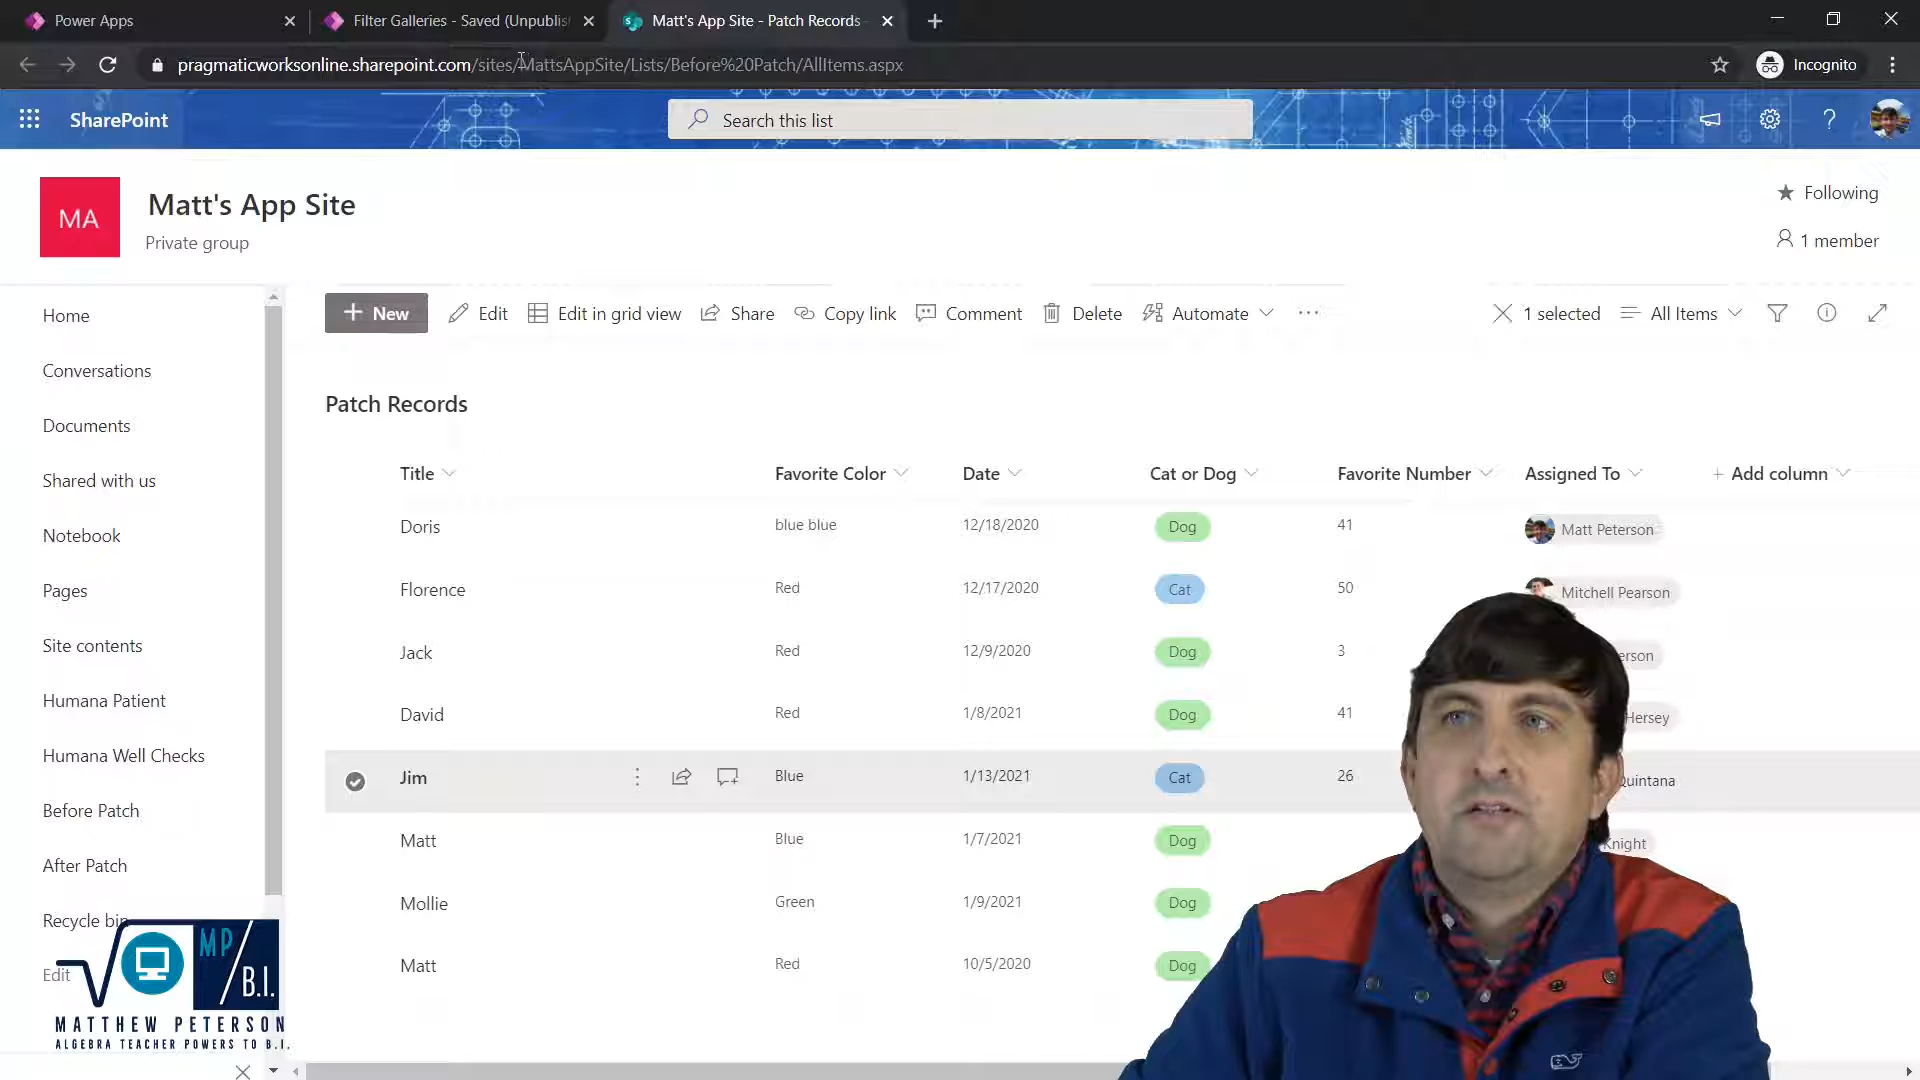 Power Apps
Filter Galleries - Saved (Unpublis
Matt's App Site - Patch Records
pragmaticworksonline.sharepoint.com/sites/MattsAppSite/Lists/Before%20Patch/AllItems.aspx
Incognito
SharePoint
Search this list
MA
Matt's App Site
Private group
Following
1 member
Home
Conversations
Documents
Shared with us
Notebook
Pages
Site contents
Humana Patient
Humana Well Checks
Before Patch
After Patch
Recycle bin
Edit
New Edit Edit in grid view Share Copy link Comment Delete Automate 1 selected All Items
Patch Records
Title Favorite Color Date Cat or Dog Favorite Number Assigned To Add column
Doris blue blue 12/18/2020 Dog 41 Matt Peterson
Florence Red 12/17/2020 Cat 50 Mitchell Pearson
Jack Red 12/9/2020 Dog 3 erson
David Red 1/8/2021 Dog 41 Hersey
Jim Blue 1/13/2021 Cat 26 Quintana
Matt Blue 1/7/2021 Dog Knight
Mollie Green 1/9/2021 Dog
Matt Red 10/5/2020 Dog
MP/B.I.
MATTHEW PETERSON
ALGEBRA TEACHER POWERS TO B.I.